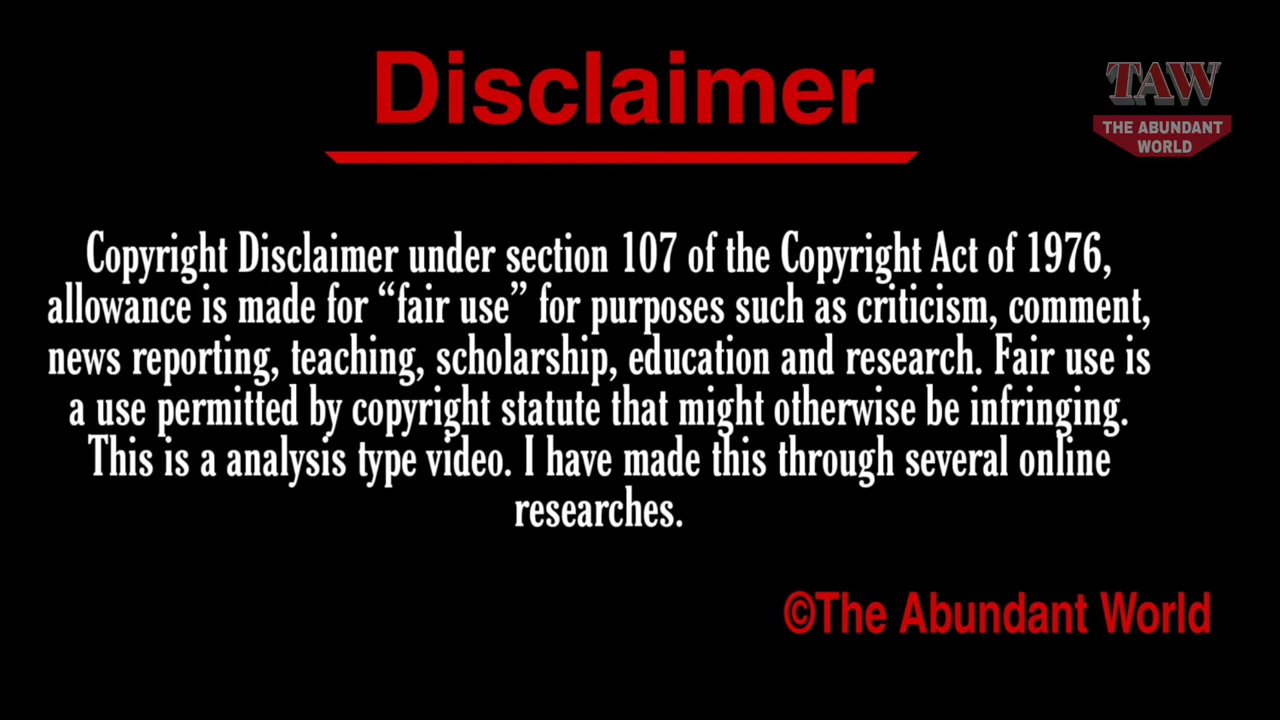 Disclaimer
TAW
THE ABUNDANT
WORLD
Copyright Disclaimer under section 107 of the Copyright Act of 1976,
allowance is made for “fair use” for purposes such as criticism, comment,
news reporting, teaching, scholarship, education and research. Fair use is
a use permitted by copyright statute that might otherwise be infringing.
This is a analysis type video. I have made this through several online
researches.
©The Abundant World